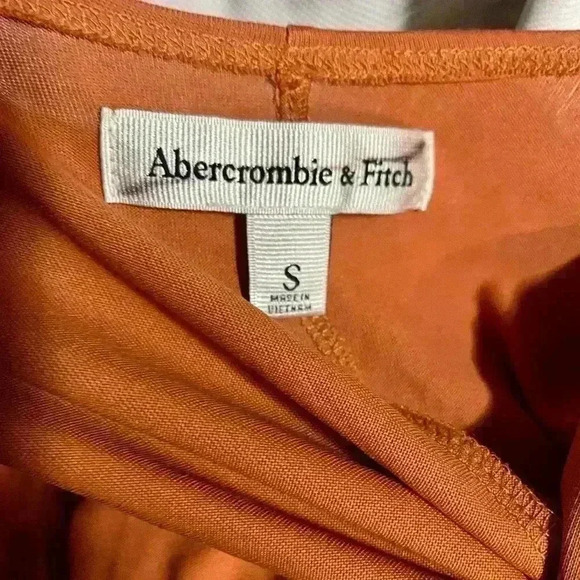 Abercrombie & Fitch
S
MADE IN
VIETNAM